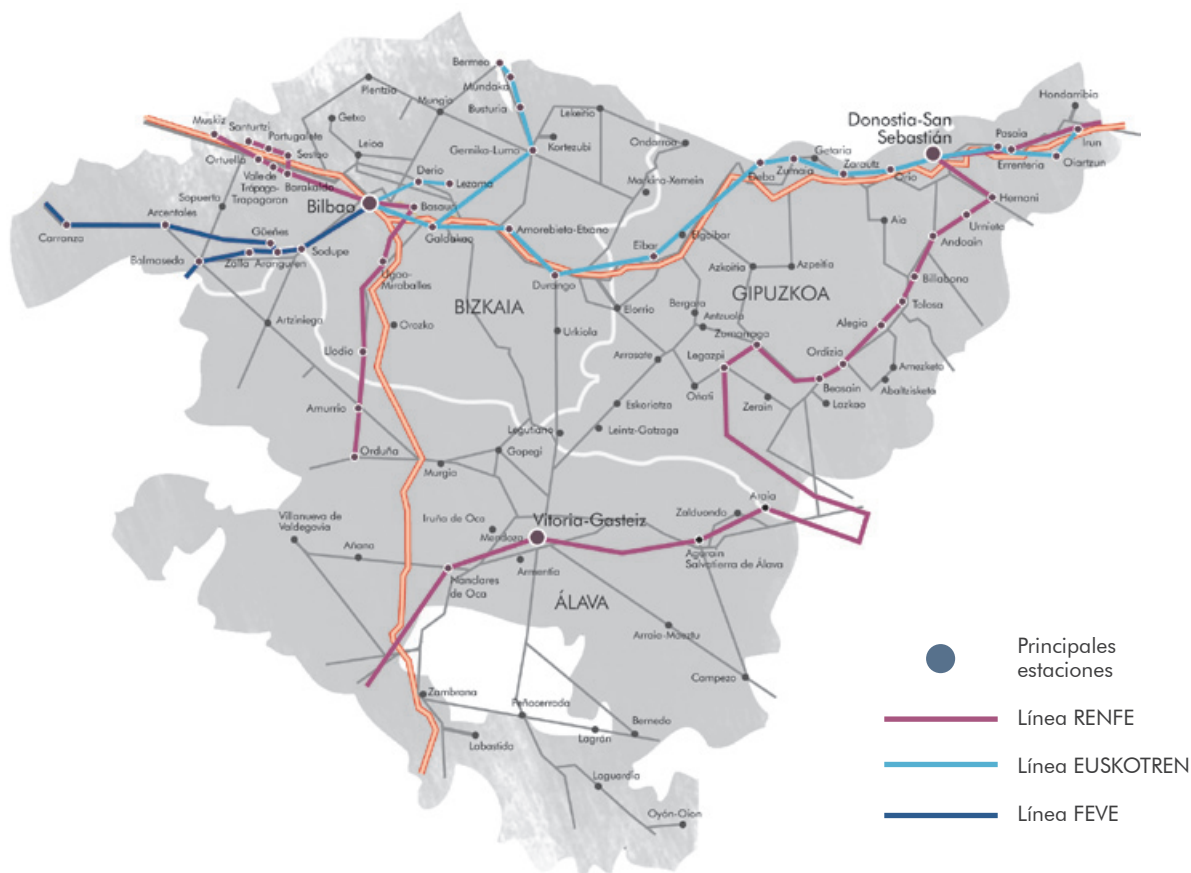 Bermeo
Mundaka
Busturia
Plentzia
Mungia
Lekeitio
Hondarribia
Getxo
Muskiz
Santurtzi
Portugalete
Sestao
Leioa
Ortuella
Valle de
Trápaga-
Trapagaran
Barakaldo
Gernika-Lumo
Kortezubi
Ondarroa
Donostia-San
Sebastián
Pasaia
Irun
Errenteria
Oiartzun
Getaria
Zumaia
Zarautz
Orio
Deba
Derio
Lezama
Markina-Xemein
Sopuerta
Bilbao
Basauri
Hernani
Carranza
Arcentales
Güeñes
Galdakao
Amorebieta-Etxano
Eibar
Elgoibar
Aia
Urnieta
Andoain
Balmaseda
Zalla
Aranguren
Sodupe
Ugao-
Miraballes
Durango
Azkoitia
Azpeitia
Billabona
BIZKAIA
GIPUZKOA
Elorrio
Bergara
Antzuola
Zumarraga
Tolosa
Artziniega
Orozko
Urkiola
Alegia
Llodio
Arrasate
Legazpi
Ordizia
Amezketa
Oñati
Beasain
Abaltzisketa
Amurrio
Eskoriatza
Zerain
Lazkao
Legutiano
Leintz-Gatzaga
Orduña
Gopegi
Murgia
Araia
Villanueva de
Valdegovia
Iruña de Oca
Vitoria-Gasteiz
Zalduondo
Mendoza
Añana
Agurain
Salvatierra de Álava
Armentia
Nanclares
de Oca
ÁLAVA
Arraia-Maeztu
Campezo
Zambrana
Peñacerrada
Bernedo
Labastida
Lagrán
Laguardia
Oyón-Oion
Principales
estaciones
Línea RENFE
Línea EUSKOTREN
Línea FEVE